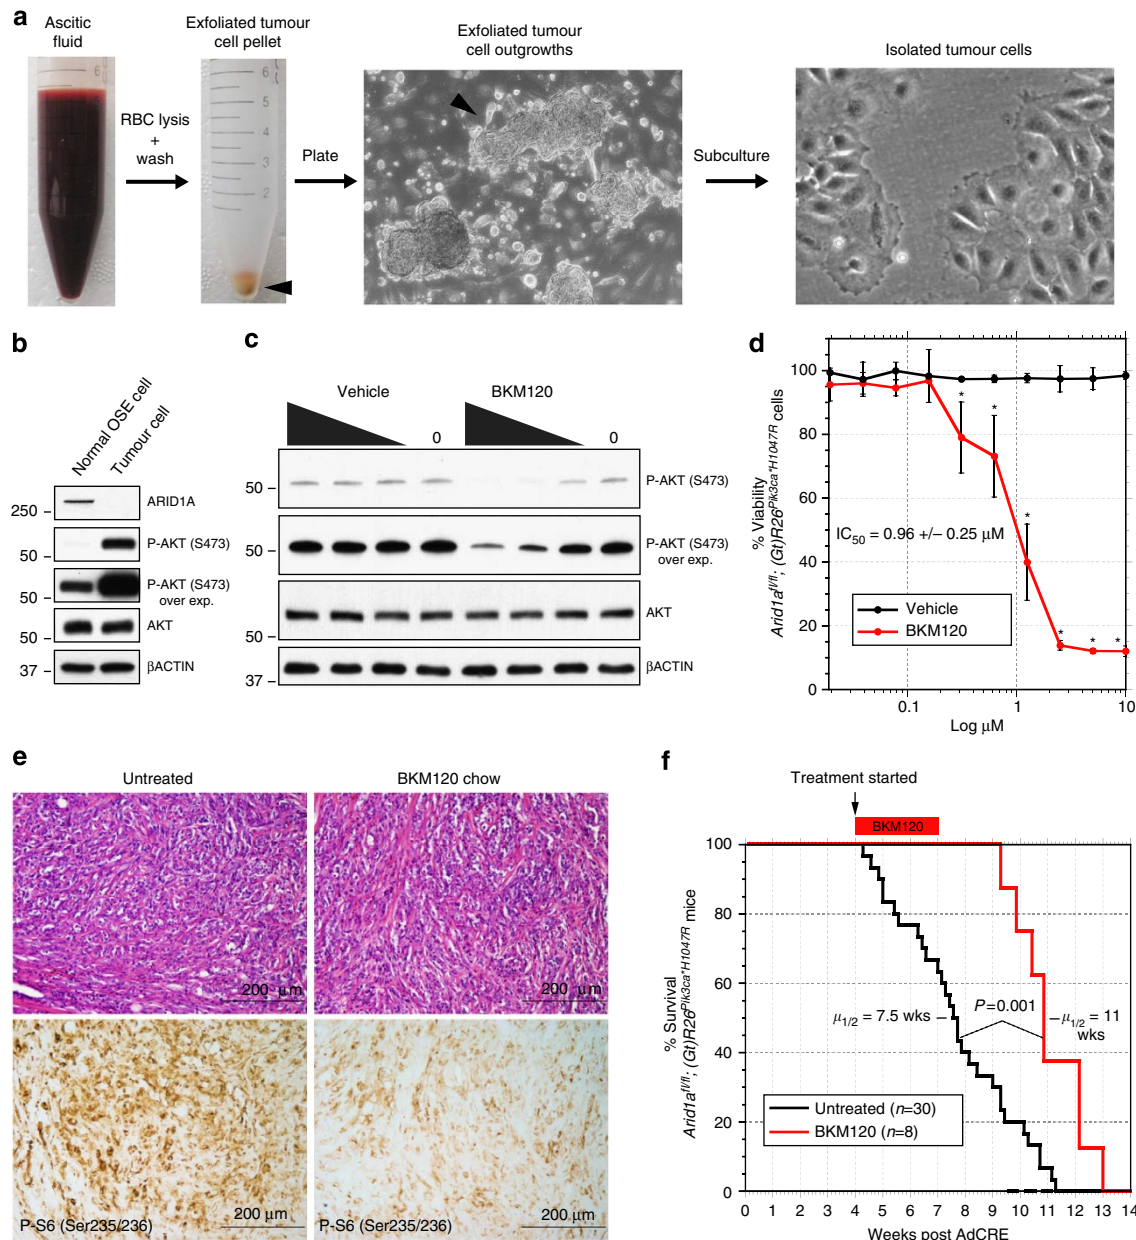 a
Ascitic
fluid
Exfoliated tumour
cell pellet
Exfoliated tumour
cell outgrowths
Isolated tumour cells
6
RBC lysis
+
wash
6
5
4
3
2
Plate
Subculture
b
Normal OSE cell
Tumour cell
250
ARID1A
50
P-AKT (S473)
50
P-AKT (S473)
over exp.
50
AKT
37
βACTIN
c
Vehicle
BKM120
0
0
50
P-AKT (S473)
50
P-AKT (S473)
over exp.
50
AKT
37
βACTIN
d
% Viability
Arid1a^fl/fl; (Gt)R26^Pik3ca*H1047R cells
100
80
60
40
20
0
* * * * * *
IC50 = 0.96 +/− 0.25 µM
Vehicle
BKM120
0.1 1 10
Log µM
e
Untreated
BKM120 chow
200 µm
200 µm
P-S6 (Ser235/236)
200 µm
P-S6 (Ser235/236)
200 µm
f
Treatment started
BKM120
% Survival
Arid1a^fl/fl; (Gt)R26^Pik3ca*H1047R mice
100
80
60
40
20
0
µ1/2 = 7.5 wks
P=0.001
µ1/2 = 11
wks
Untreated (n=30)
BKM120 (n=8)
0 1 2 3 4 5 6 7 8 9 10 11 12 13 14
Weeks post AdCRE